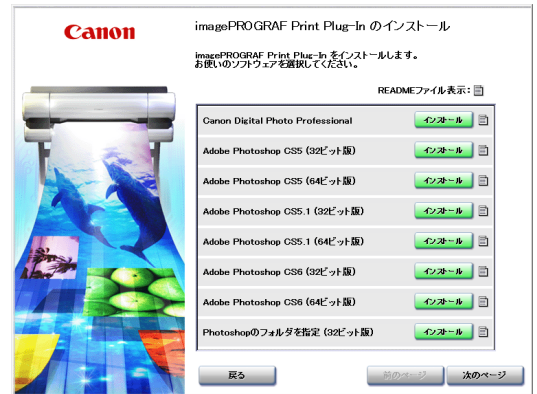 Canon
imagePROGRAF Print Plug-In のインストール
imagePROGRAF Print Plug-In をインストールします。
お使いのソフトウェアを選択してください。
READMEファイル表示：
Canon Digital Photo Professional インストール
Adobe Photoshop CS5 (32ビット版) インストール
Adobe Photoshop CS5 (64ビット版) インストール
Adobe Photoshop CS5.1 (32ビット版) インストール
Adobe Photoshop CS5.1 (64ビット版) インストール
Adobe Photoshop CS6 (32ビット版) インストール
Adobe Photoshop CS6 (64ビット版) インストール
Photoshopのフォルダを指定 (32ビット版) インストール
戻る 前のページ 次のページ